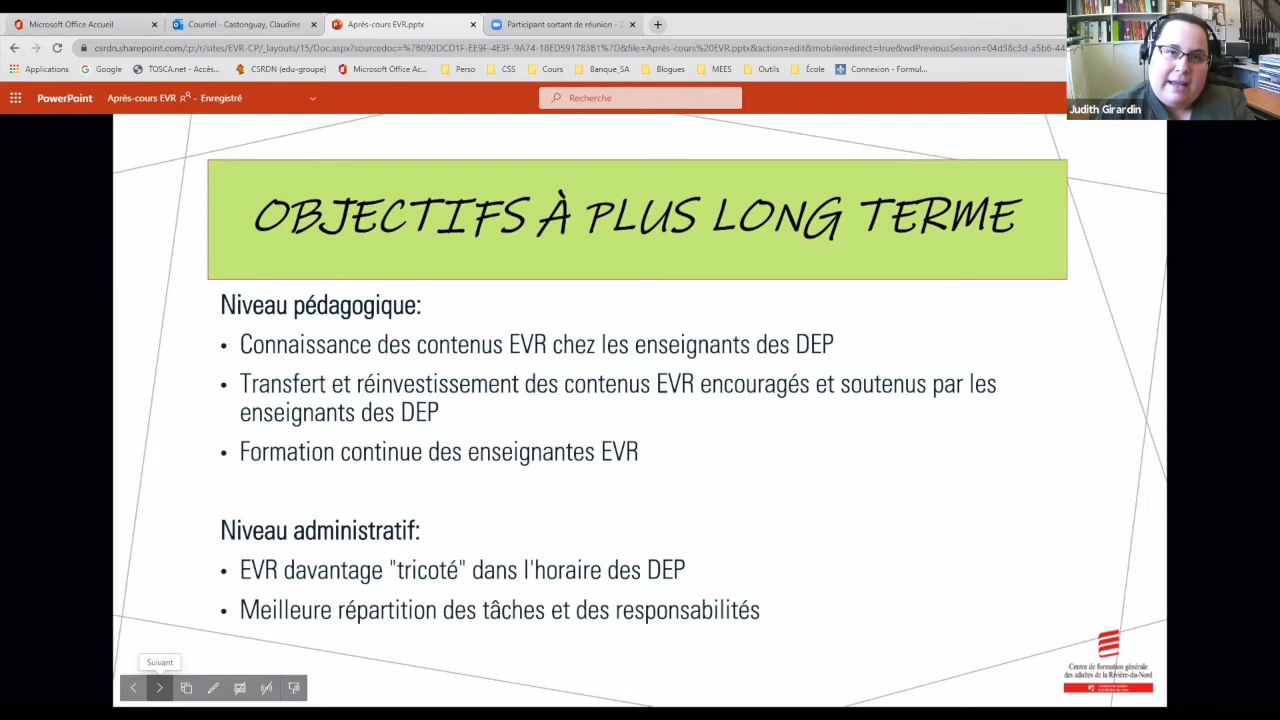 Microsoft Office Accueil
Courriel - Castonguay, Claudine -
Après-cours EVR.pptx
Participant sortant de réunion - Z
csrdn.sharepoint.com/:p:/r/sites/EVR-CP/_layouts/15/Doc.aspx?sourcedoc=%78092DCD1F-EE9F-4E3F-9A74-18ED591783B1%7D&file=Après-cours%20EVR.pptx&action=edit&mobileredirect=true&wdPreviousSession=04d38c3d-a5b6-44
Applications
Google
TOSCA.net - Accès...
CSRDN (edu-groupe)
Microsoft Office Ac...
Perso
CSS
Cours
Banque_SA
Blogues
MEES
Outils
École
Connexion - Formul...
Judith Girardin
PowerPoint
Après-cours EVR - Enregistré
Recherche
OBJECTIFS À PLUS LONG TERME
Niveau pédagogique:
• Connaissance des contenus EVR chez les enseignants des DEP
• Transfert et réinvestissement des contenus EVR encouragés et soutenus par les
enseignants des DEP
• Formation continue des enseignantes EVR
Niveau administratif:
• EVR davantage "tricoté" dans l'horaire des DEP
• Meilleure répartition des tâches et des responsabilités
Suivant
Centre de formation générale
des adultes de la Rivière-du-Nord